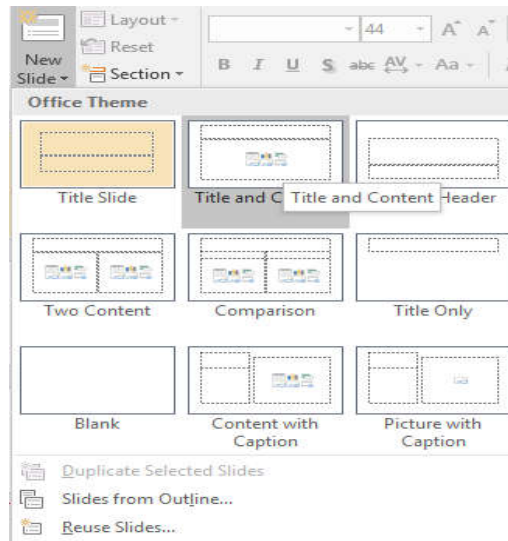 Layout
Reset
New
Slide
Section
44
A A
B I U S abc AV Aa
Office Theme
Title Slide
Title and C
Title and Content
Header
Two Content
Comparison
Title Only
Blank
Content with
Caption
Picture with
Caption
Duplicate Selected Slides
Slides from Outline...
Reuse Slides...